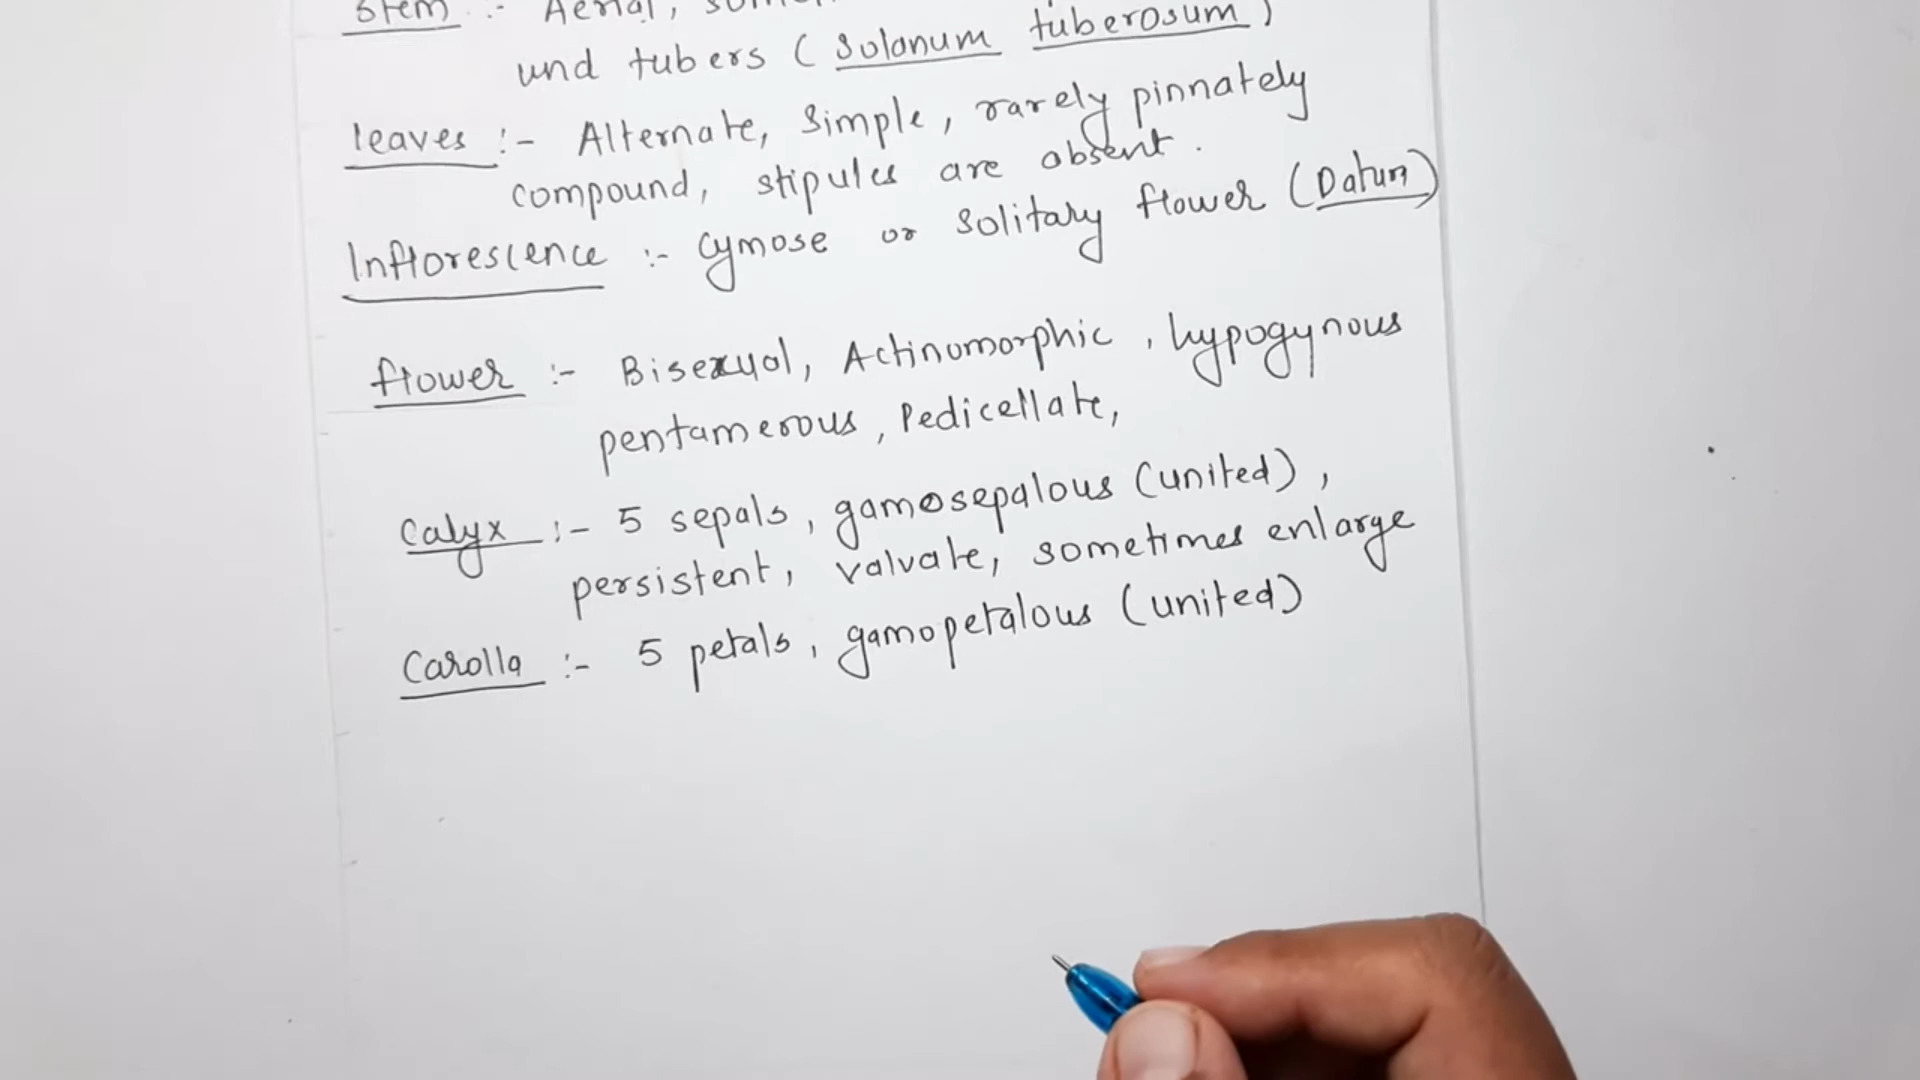 Stem :- Aerial,
und tubers (Solanum tuberosum)
leaves :- Alternate, Simple, rarely pinnately
compound, stipules are absent.
Inflorescence :- Cymose or Solitary flower (Datura)
flower :- Bisexual, Actinomorphic, hypogynous
pentamerous, Pedicellate,
Calyx :- 5 sepals, gamosepalous (united),
persistent, valvate, sometimes enlarge
Carolla :- 5 petals, gamopetalous (united)